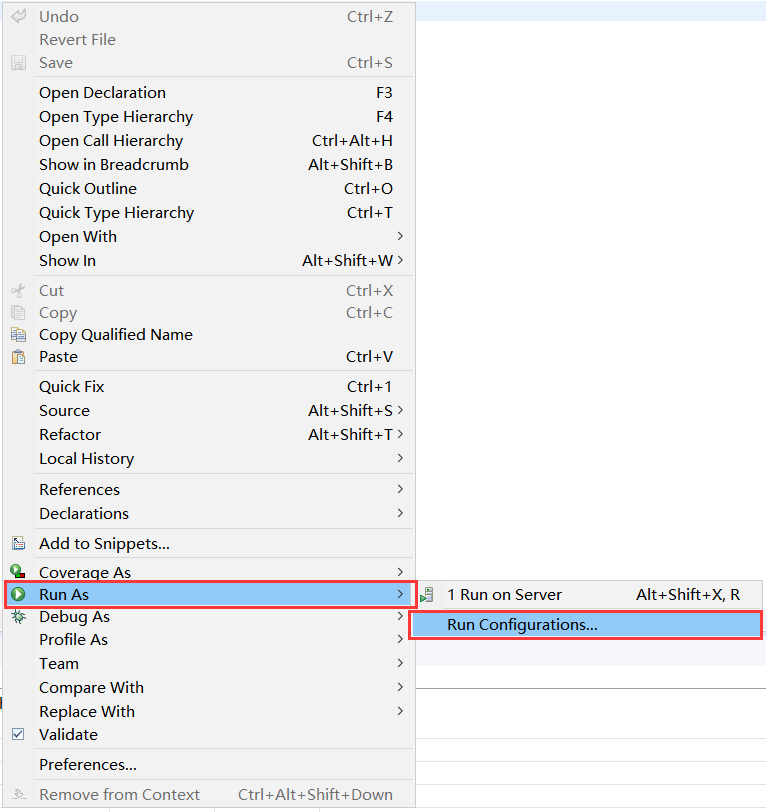 Undo Ctrl+Z
Revert File
Save Ctrl+S
Open Declaration F3
Open Type Hierarchy F4
Open Call Hierarchy Ctrl+Alt+H
Show in Breadcrumb Alt+Shift+B
Quick Outline Ctrl+O
Quick Type Hierarchy Ctrl+T
Open With
Show In Alt+Shift+W
Cut Ctrl+X
Copy Ctrl+C
Copy Qualified Name
Paste Ctrl+V
Quick Fix Ctrl+1
Source Alt+Shift+S
Refactor Alt+Shift+T
Local History
References
Declarations
Add to Snippets...
Coverage As
Run As
1 Run on Server Alt+Shift+X, R
Debug As
Run Configurations...
Profile As
Team
Compare With
Replace With
Validate
Preferences...
Remove from Context Ctrl+Alt+Shift+Down